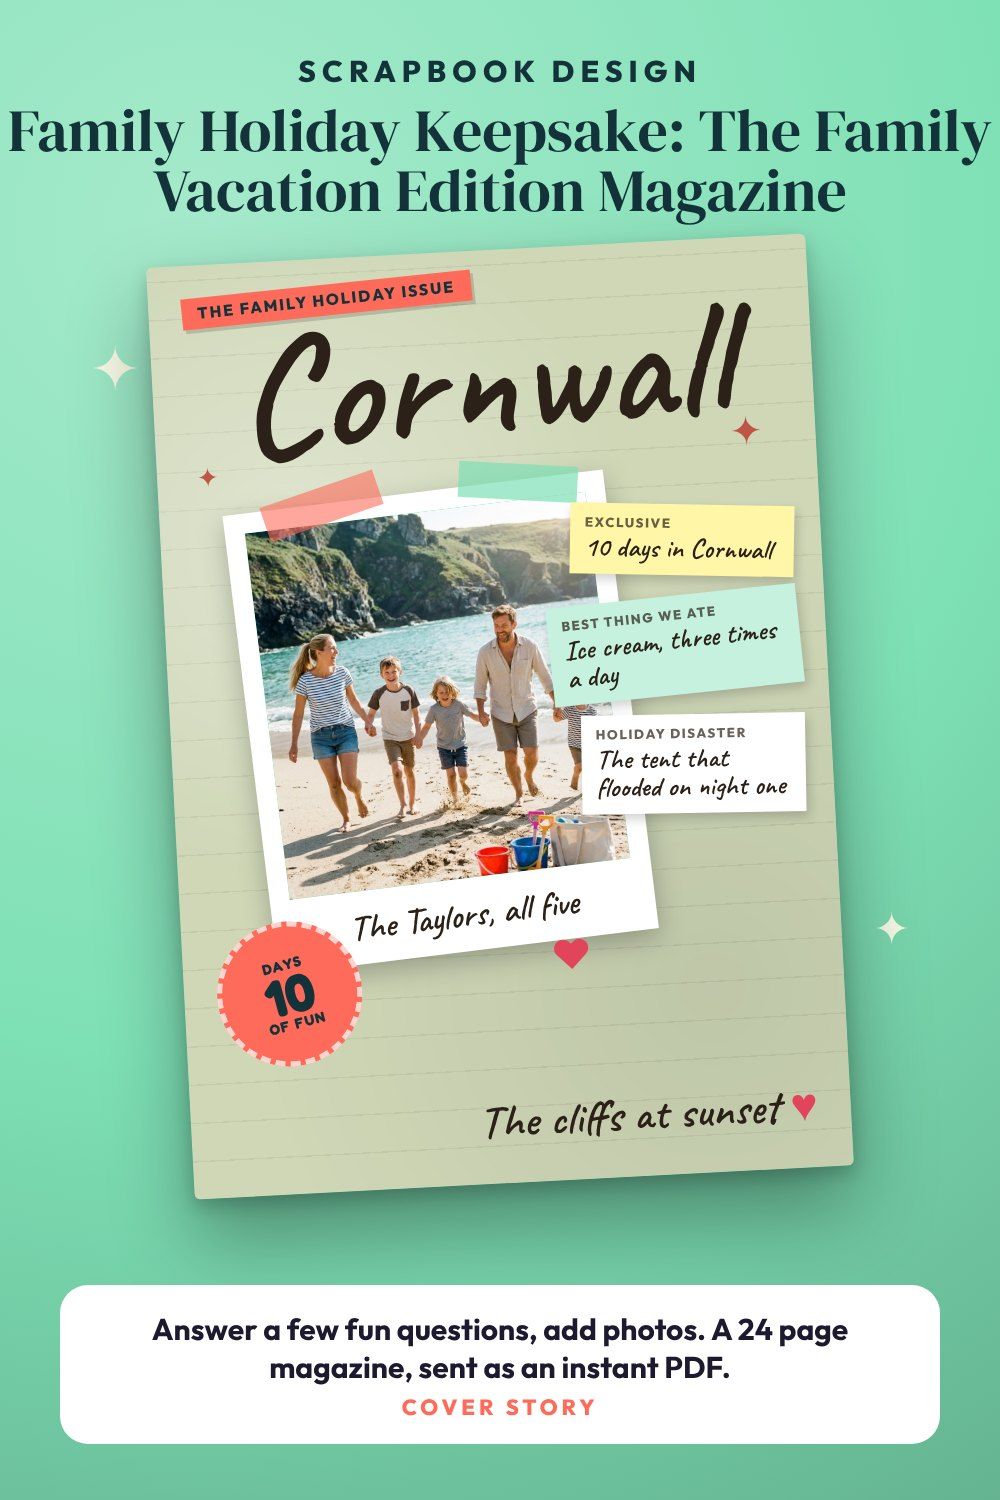 SCRAPBOOK DESIGN
Family Holiday Keepsake: The Family
Vacation Edition Magazine
THE FAMILY HOLIDAY ISSUE
Cornwall
EXCLUSIVE
10 days in Cornwall
BEST THING WE ATE
Ice cream, three times
a day
HOLIDAY DISASTER
The tent that
flooded on night one
The Taylors, all five
DAYS
10
OF FUN
The cliffs at sunset
Answer a few fun questions, add photos. A 24 page
magazine, sent as an instant PDF.
COVER STORY